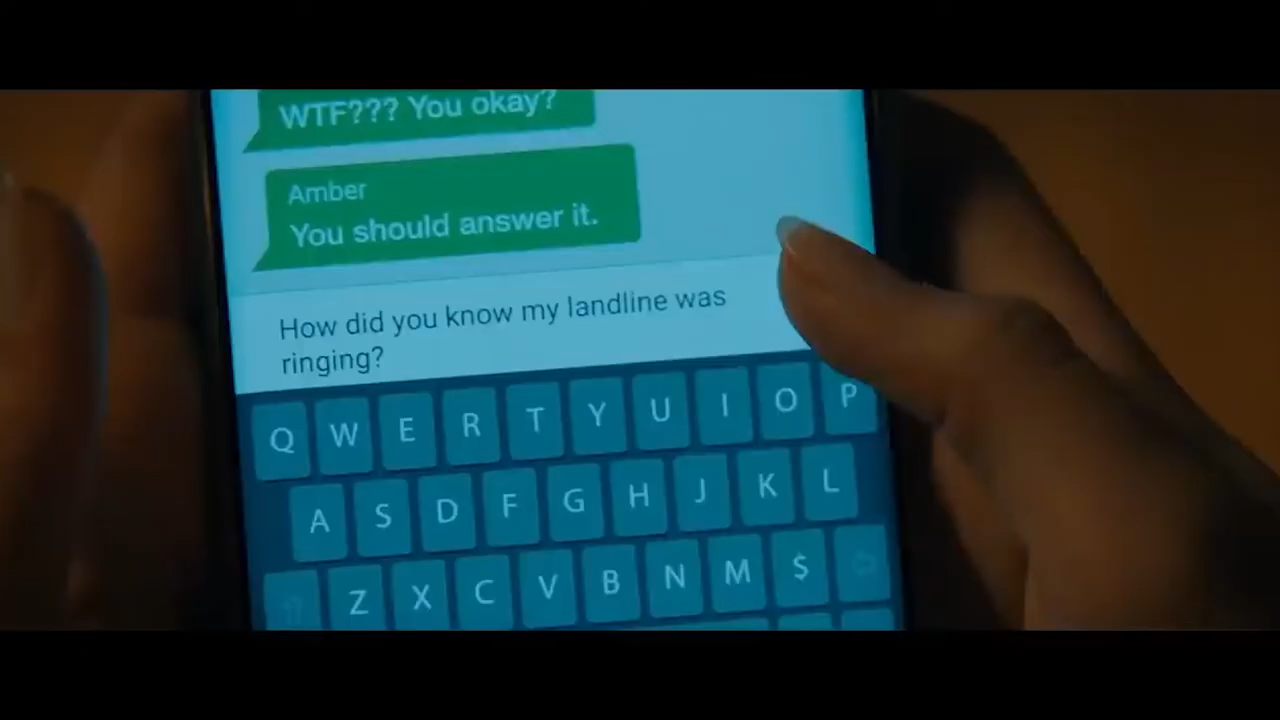 WTF??? You okay?
Amber
You should answer it.
How did you know my landline was
ringing?
Q W E R T Y U I O P
A S D F G H J K L
Z X C V B N M $